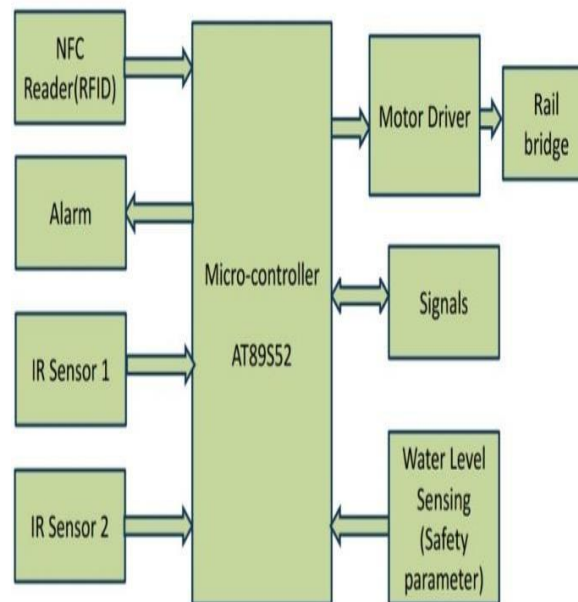 NFC
Reader(RFID)
Alarm
IR Sensor 1
IR Sensor 2
Micro-controller
AT89S52
Motor Driver
Rail
bridge
Signals
Water Level
Sensing
(Safety
parameter)